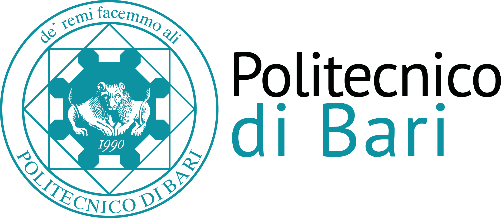 de' remi facemmo ali
1990
POLITECNICO DI BARI
Politecnico
di Bari